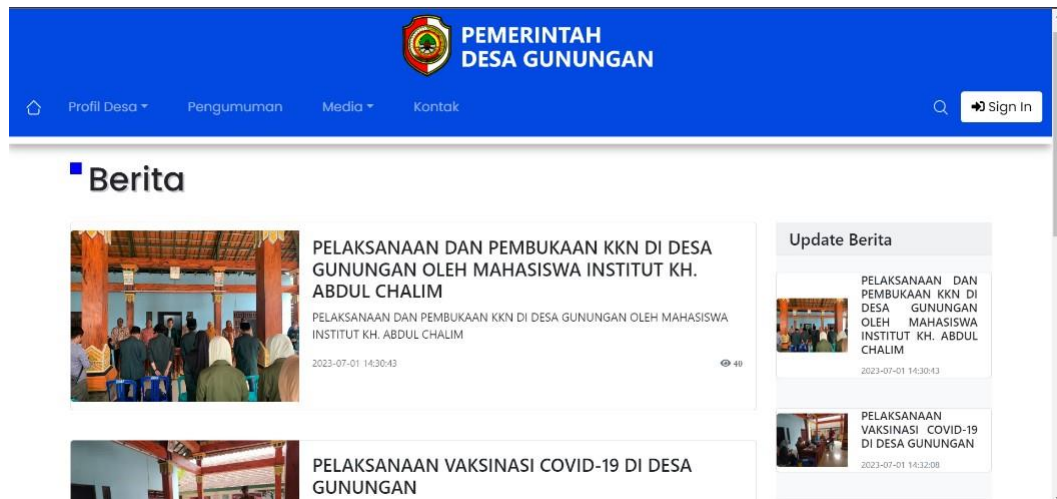 PEMERINTAH
DESA GUNUNGAN
Profil Desa
Pengumuman
Media
Kontak
Sign In
Berita
PELAKSANAAN DAN PEMBUKAAN KKN DI DESA
GUNUNGAN OLEH MAHASISWA INSTITUT KH.
ABDUL CHALIM
PELAKSANAAN DAN PEMBUKAAN KKN DI DESA GUNUNGAN OLEH MAHASISWA
INSTITUT KH. ABDUL CHALIM
2023-07-01 14:30:43
40
PELAKSANAAN VAKSINASI COVID-19 DI DESA
GUNUNGAN
Update Berita
PELAKSANAAN DAN
PEMBUKAAN KKN DI
DESA GUNUNGAN
OLEH MAHASISWA
INSTITUT KH. ABDUL
CHALIM
2023-07-01 14:30:43
PELAKSANAAN
VAKSINASI COVID-19
DI DESA GUNUNGAN
2023-07-01 14:32:08